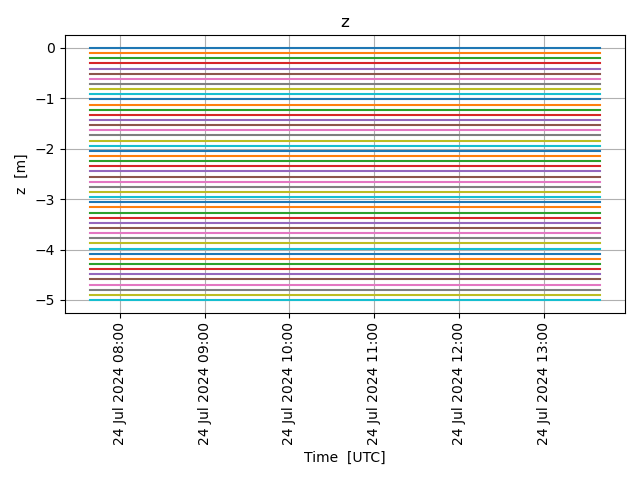 z
0
−1
−2
−3
−4
−5
z [m]
24 Jul 2024 08:00
24 Jul 2024 09:00
24 Jul 2024 10:00
24 Jul 2024 11:00
24 Jul 2024 12:00
24 Jul 2024 13:00
Time [UTC]